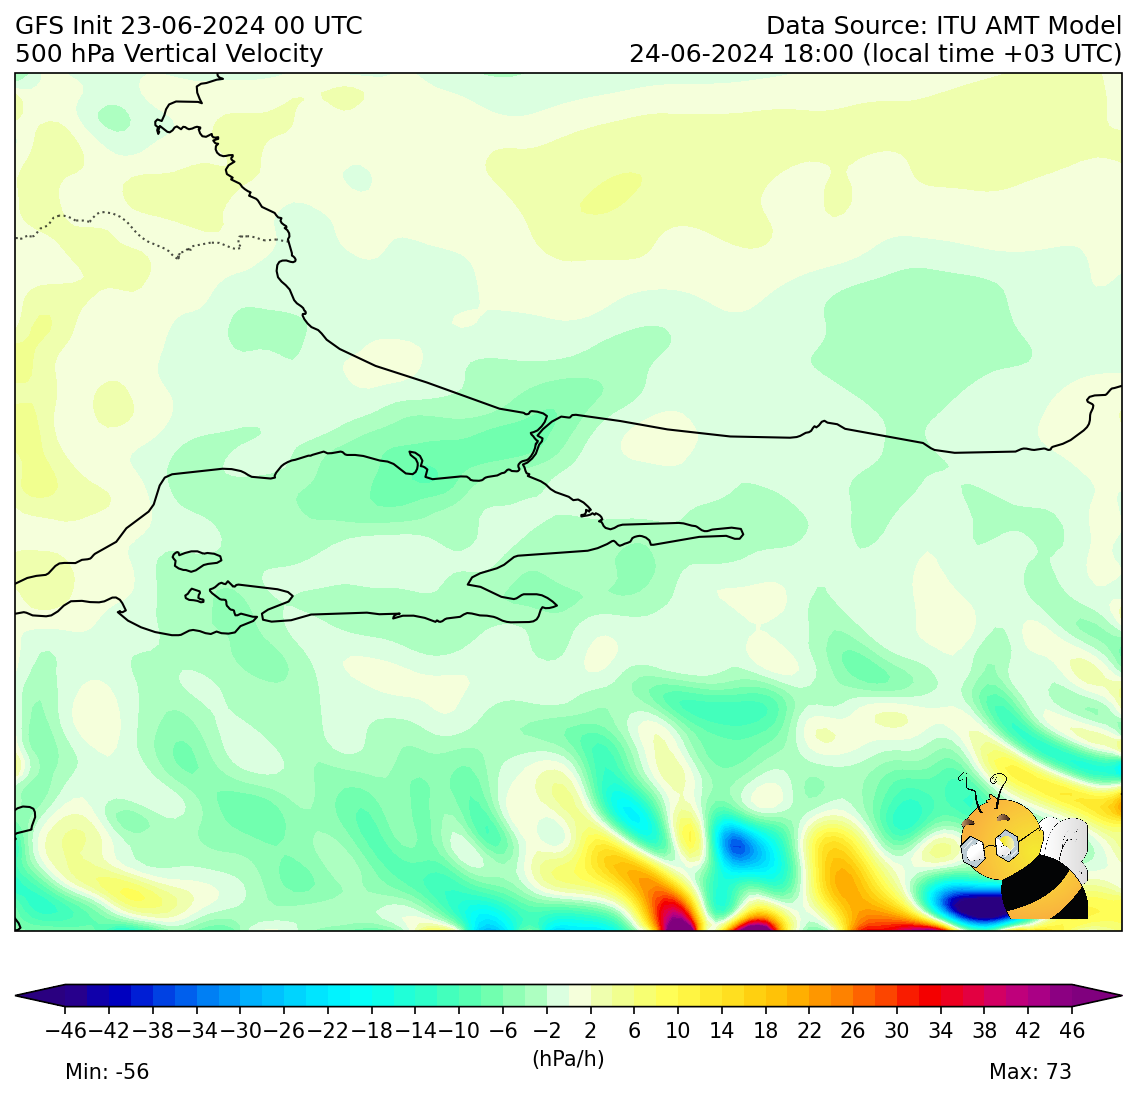 GFS Init 23-06-2024 00 UTC
Data Source: ITU AMT Model
500 hPa Vertical Velocity
24-06-2024 18:00 (local time +03 UTC)
−46 −42 −38 −34 −30 −26 −22 −18 −14 −10 −6 −2 2 6 10 14 18 22 26 30 34 38 42 46
(hPa/h)
Min: -56
Max: 73